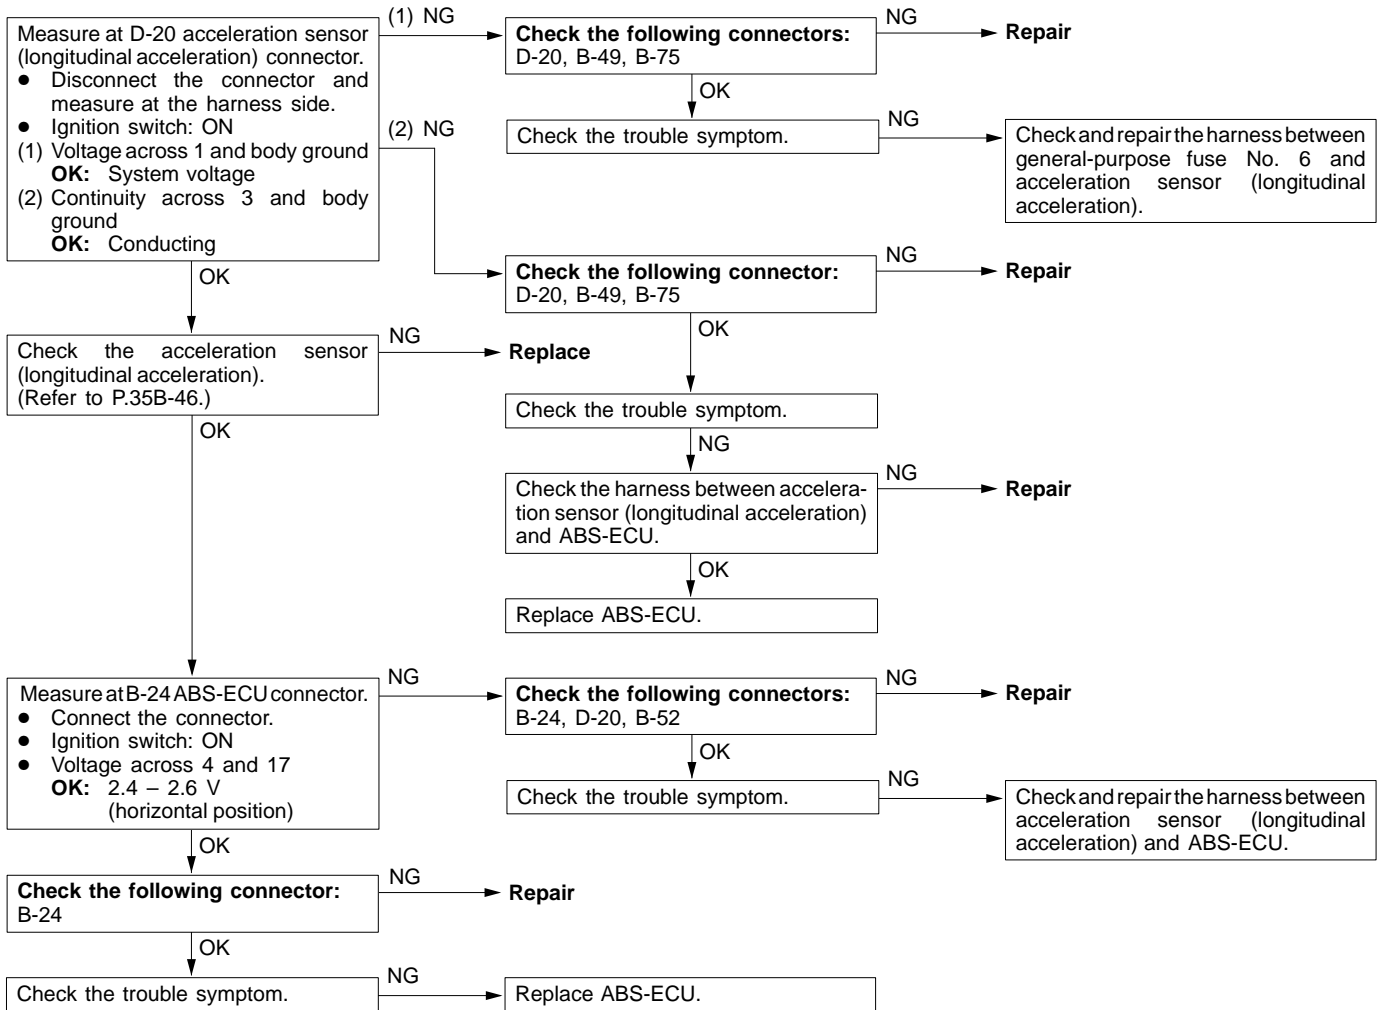 Measure at D-20 acceleration sensor
(longitudinal acceleration) connector.
● Disconnect the connector and
measure at the harness side.
● Ignition switch: ON
(1) Voltage across 1 and body ground
OK: System voltage
(2) Continuity across 3 and body
ground
OK: Conducting
(1) NG
Check the following connectors:
D-20, B-49, B-75
NG
Repair
OK
Check the trouble symptom.
NG
Check and repair the harness between
general-purpose fuse No. 6 and
acceleration sensor (longitudinal
acceleration).
(2) NG
Check the following connector:
D-20, B-49, B-75
NG
Repair
OK
Check the trouble symptom.
NG
Check the harness between accelera-
tion sensor (longitudinal acceleration)
and ABS-ECU.
NG
Repair
OK
Replace ABS-ECU.
OK
Check the acceleration sensor
(longitudinal acceleration).
(Refer to P.35B-46.)
NG
Replace
OK
Measure at B-24 ABS-ECU connector.
● Connect the connector.
● Ignition switch: ON
● Voltage across 4 and 17
OK: 2.4 – 2.6 V
(horizontal position)
NG
Check the following connectors:
B-24, D-20, B-52
NG
Repair
OK
Check the trouble symptom.
NG
Check and repair the harness between
acceleration sensor (longitudinal
acceleration) and ABS-ECU.
OK
Check the following connector:
B-24
NG
Repair
OK
Check the trouble symptom.
NG
Replace ABS-ECU.